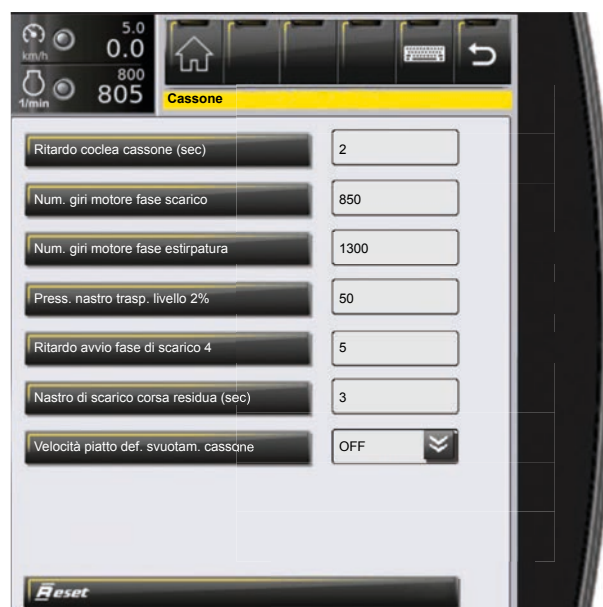 5.0
km/h 0.0
800
1/min 805
Cassone
Ritardo coclea cassone (sec) 2
Num. giri motore fase scarico 850
Num. giri motore fase estirpatura 1300
Press. nastro trasp. livello 2% 50
Ritardo avvio fase di scarico 4 5
Nastro di scarico corsa residua (sec) 3
Velocità piatto def. svuotam. cassone OFF
Reset